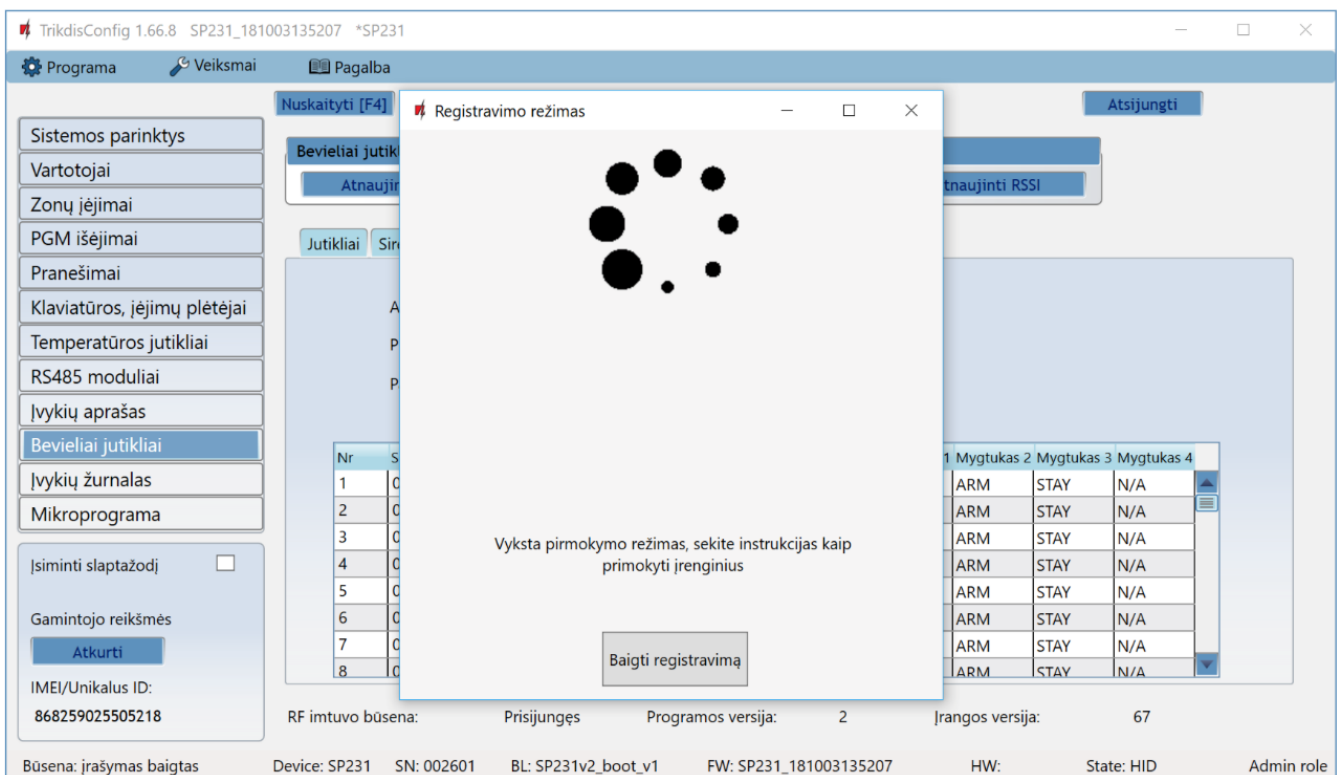 TrikdisConfig 1.66.8 SP231_181003135207 *SP231
Programa Veiksmai Pagalba
Nuskaityti [F4] Atsijungti
Registravimo režimas
Sistemos parinktys
Vartotojai
Zonų įėjimai
PGM išėjimai
Pranešimai
Klaviatūros, įėjimų plėtėjai
Temperatūros jutikliai
RS485 moduliai
Įvykių aprašas
Bevieliai jutikliai
Įvykių žurnalas
Mikroprograma
Įsiminti slaptažodį
Gamintojo reikšmės
Atkurti
IMEI/Unikalus ID:
868259025505218
Bevieliai
RSSI
Jutikliai
Nr Mygtukas 2 Mygtukas 3 Mygtukas 4
1 ARM STAY N/A
2 ARM STAY N/A
3 ARM STAY N/A
4 ARM STAY N/A
5 ARM STAY N/A
6 ARM STAY N/A
7 ARM STAY N/A
8 ARM STAY N/A
Vyksta pirmokymo režimas, sekite instrukcijas kaip
primokyti įrenginius
Baigti registravimą
RF imtuvo būsena: Prisijungęs Programos versija: 2 Įrangos versija: 67
Būsena: įrašymas baigtas Device: SP231 SN: 002601 BL: SP231v2_boot_v1 FW: SP231_181003135207 HW: State: HID Admin role